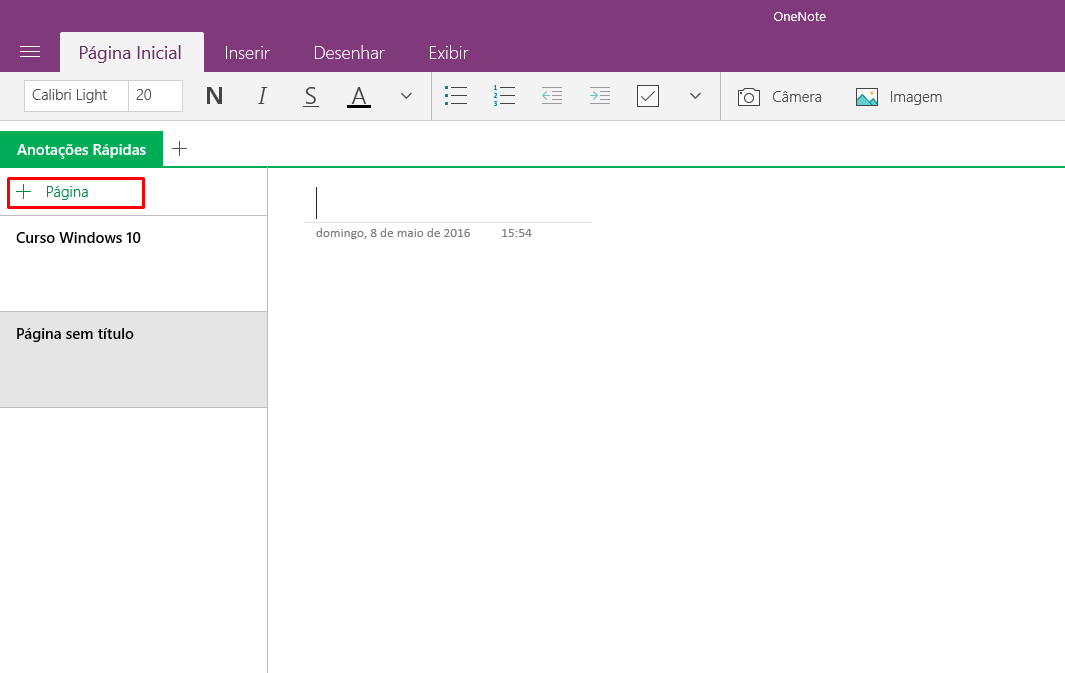 OneNote
Página Inicial Inserir Desenhar Exibir
Calibri Light 20 N I S A Câmera Imagem
Anotações Rápidas
Página
Curso Windows 10
domingo, 8 de maio de 2016 15:54
Página sem título